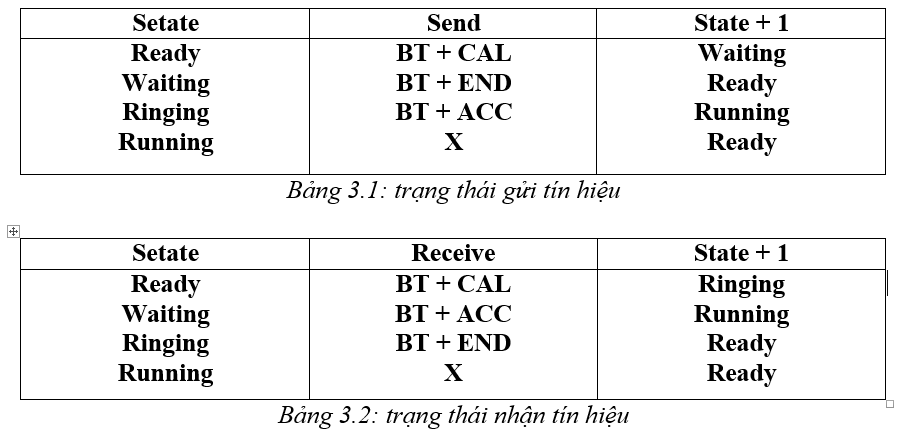 Setate Send State + 1
Ready BT + CAL Waiting
Waiting BT + END Ready
Ringing BT + ACC Running
Running X Ready
Bảng 3.1: trạng thái gửi tín hiệu
Setate Receive State + 1
Ready BT + CAL Ringing
Waiting BT + ACC Running
Ringing BT + END Ready
Running X Ready
Bảng 3.2: trạng thái nhận tín hiệu